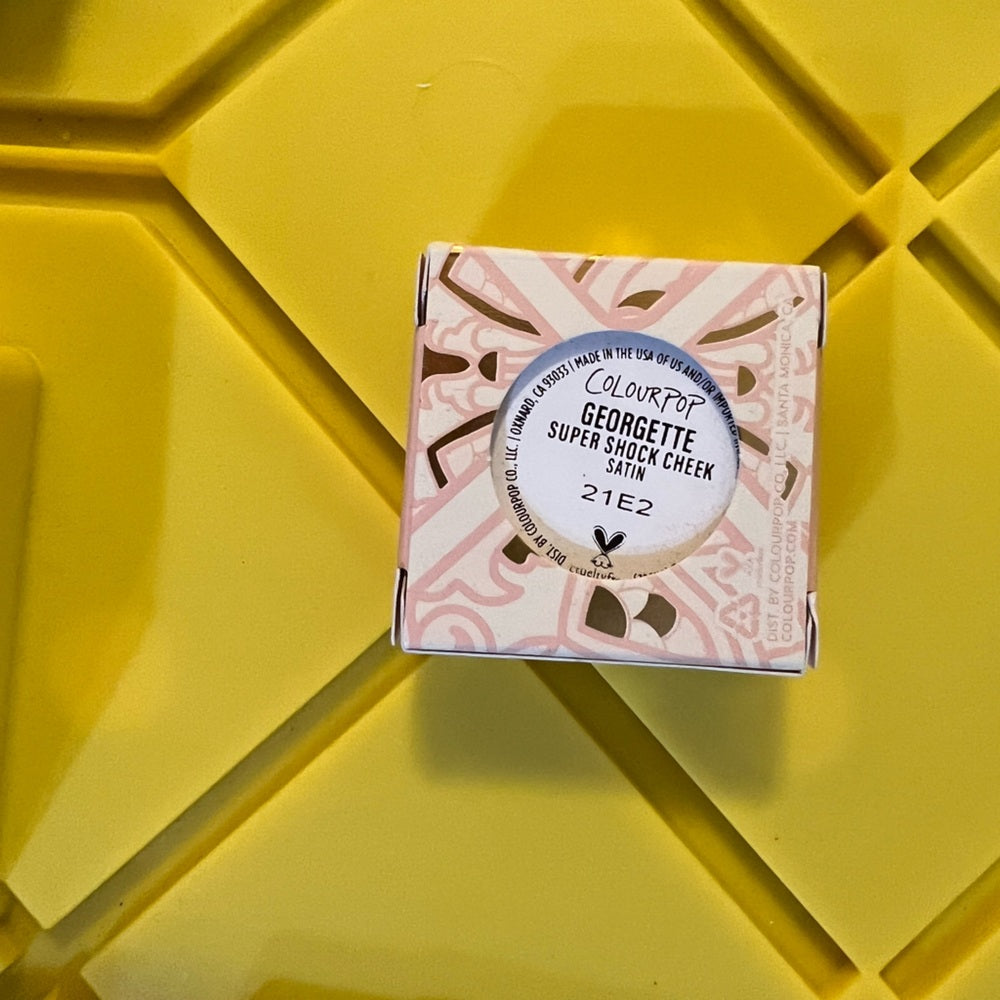 DIST. BY COLOURPOP CO., LLC. | OXNARD, CA 93033 | MADE IN THE USA OF US AND/OR IMPORTED
COLOURPOP
GEORGETTE
SUPER SHOCK CHEEK
SATIN
21E2
DIST. BY COLOURPOP CO, LLC. | SANTA MONICA, CA
COLOURPOP.COM